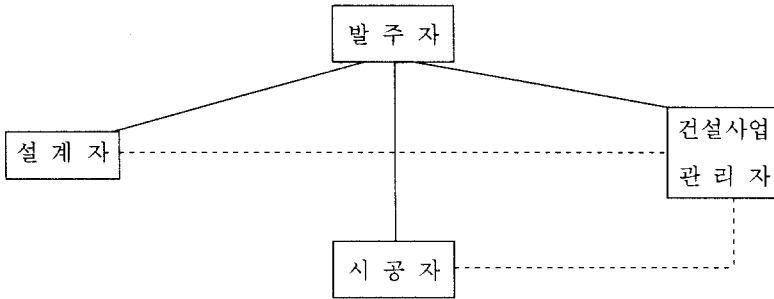 발 주 자
설 계 자
건설사업
관 리 자
시 공 자